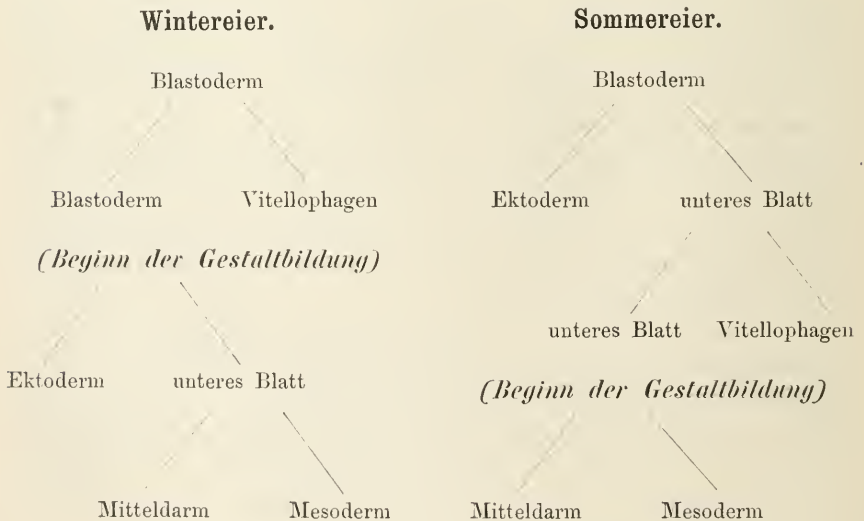 Wintereier.
Blastoderm
Blastoderm Vitellophagen
(Beginn der Gestaltbildung)
Ektoderm unteres Blatt
Mitteldarm Mesoderm
Sommereier.
Blastoderm
Ektoderm unteres Blatt
unteres Blatt Vitellophagen
(Beginn der Gestaltbildung)
Mitteldarm Mesoderm